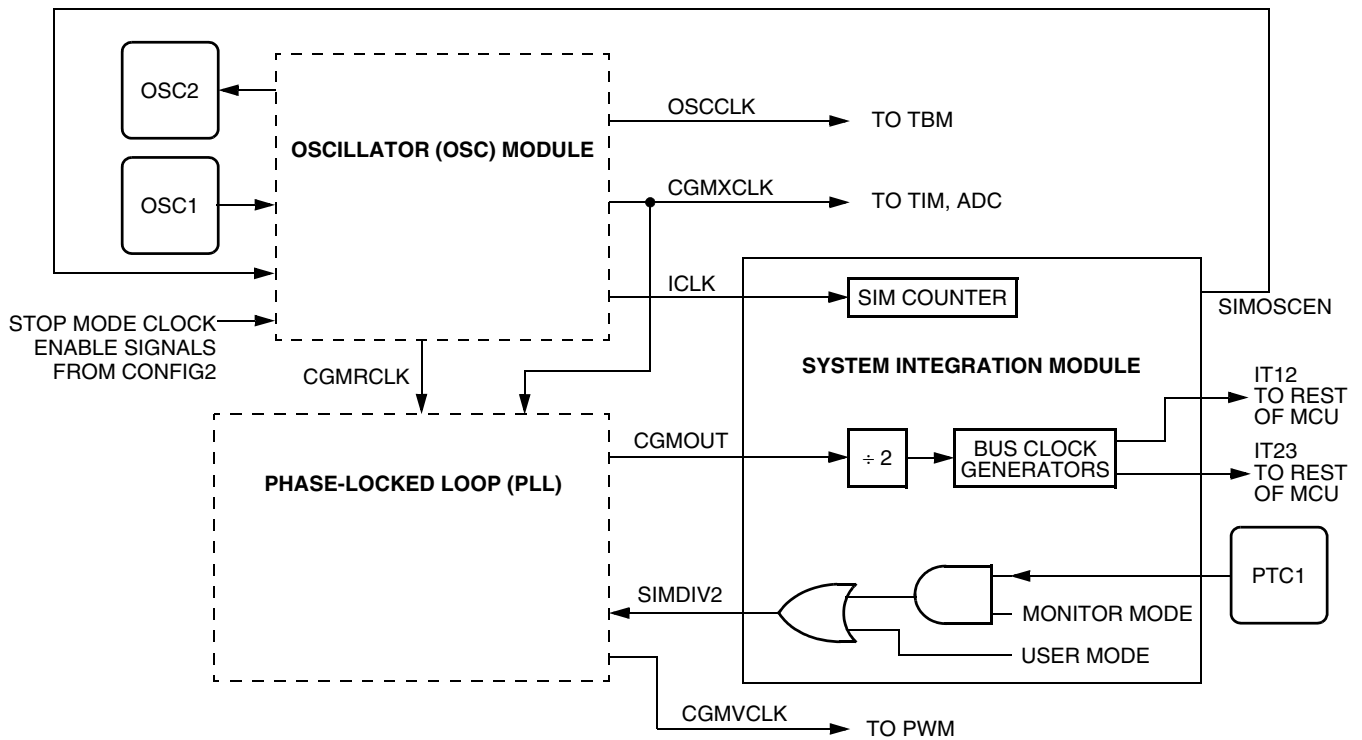 OSC2
OSC1
OSCILLATOR (OSC) MODULE
OSCCLK
TO TBM
CGMXCLK
TO TIM, ADC
ICLK
SIM COUNTER
SIMOSCEN
STOP MODE CLOCK
ENABLE SIGNALS
FROM CONFIG2
CGMRCLK
SYSTEM INTEGRATION MODULE
IT12
TO REST
OF MCU
CGMOUT
÷ 2
BUS CLOCK
GENERATORS
IT23
TO REST
OF MCU
PHASE-LOCKED LOOP (PLL)
PTC1
SIMDIV2
MONITOR MODE
USER MODE
CGMVCLK
TO PWM